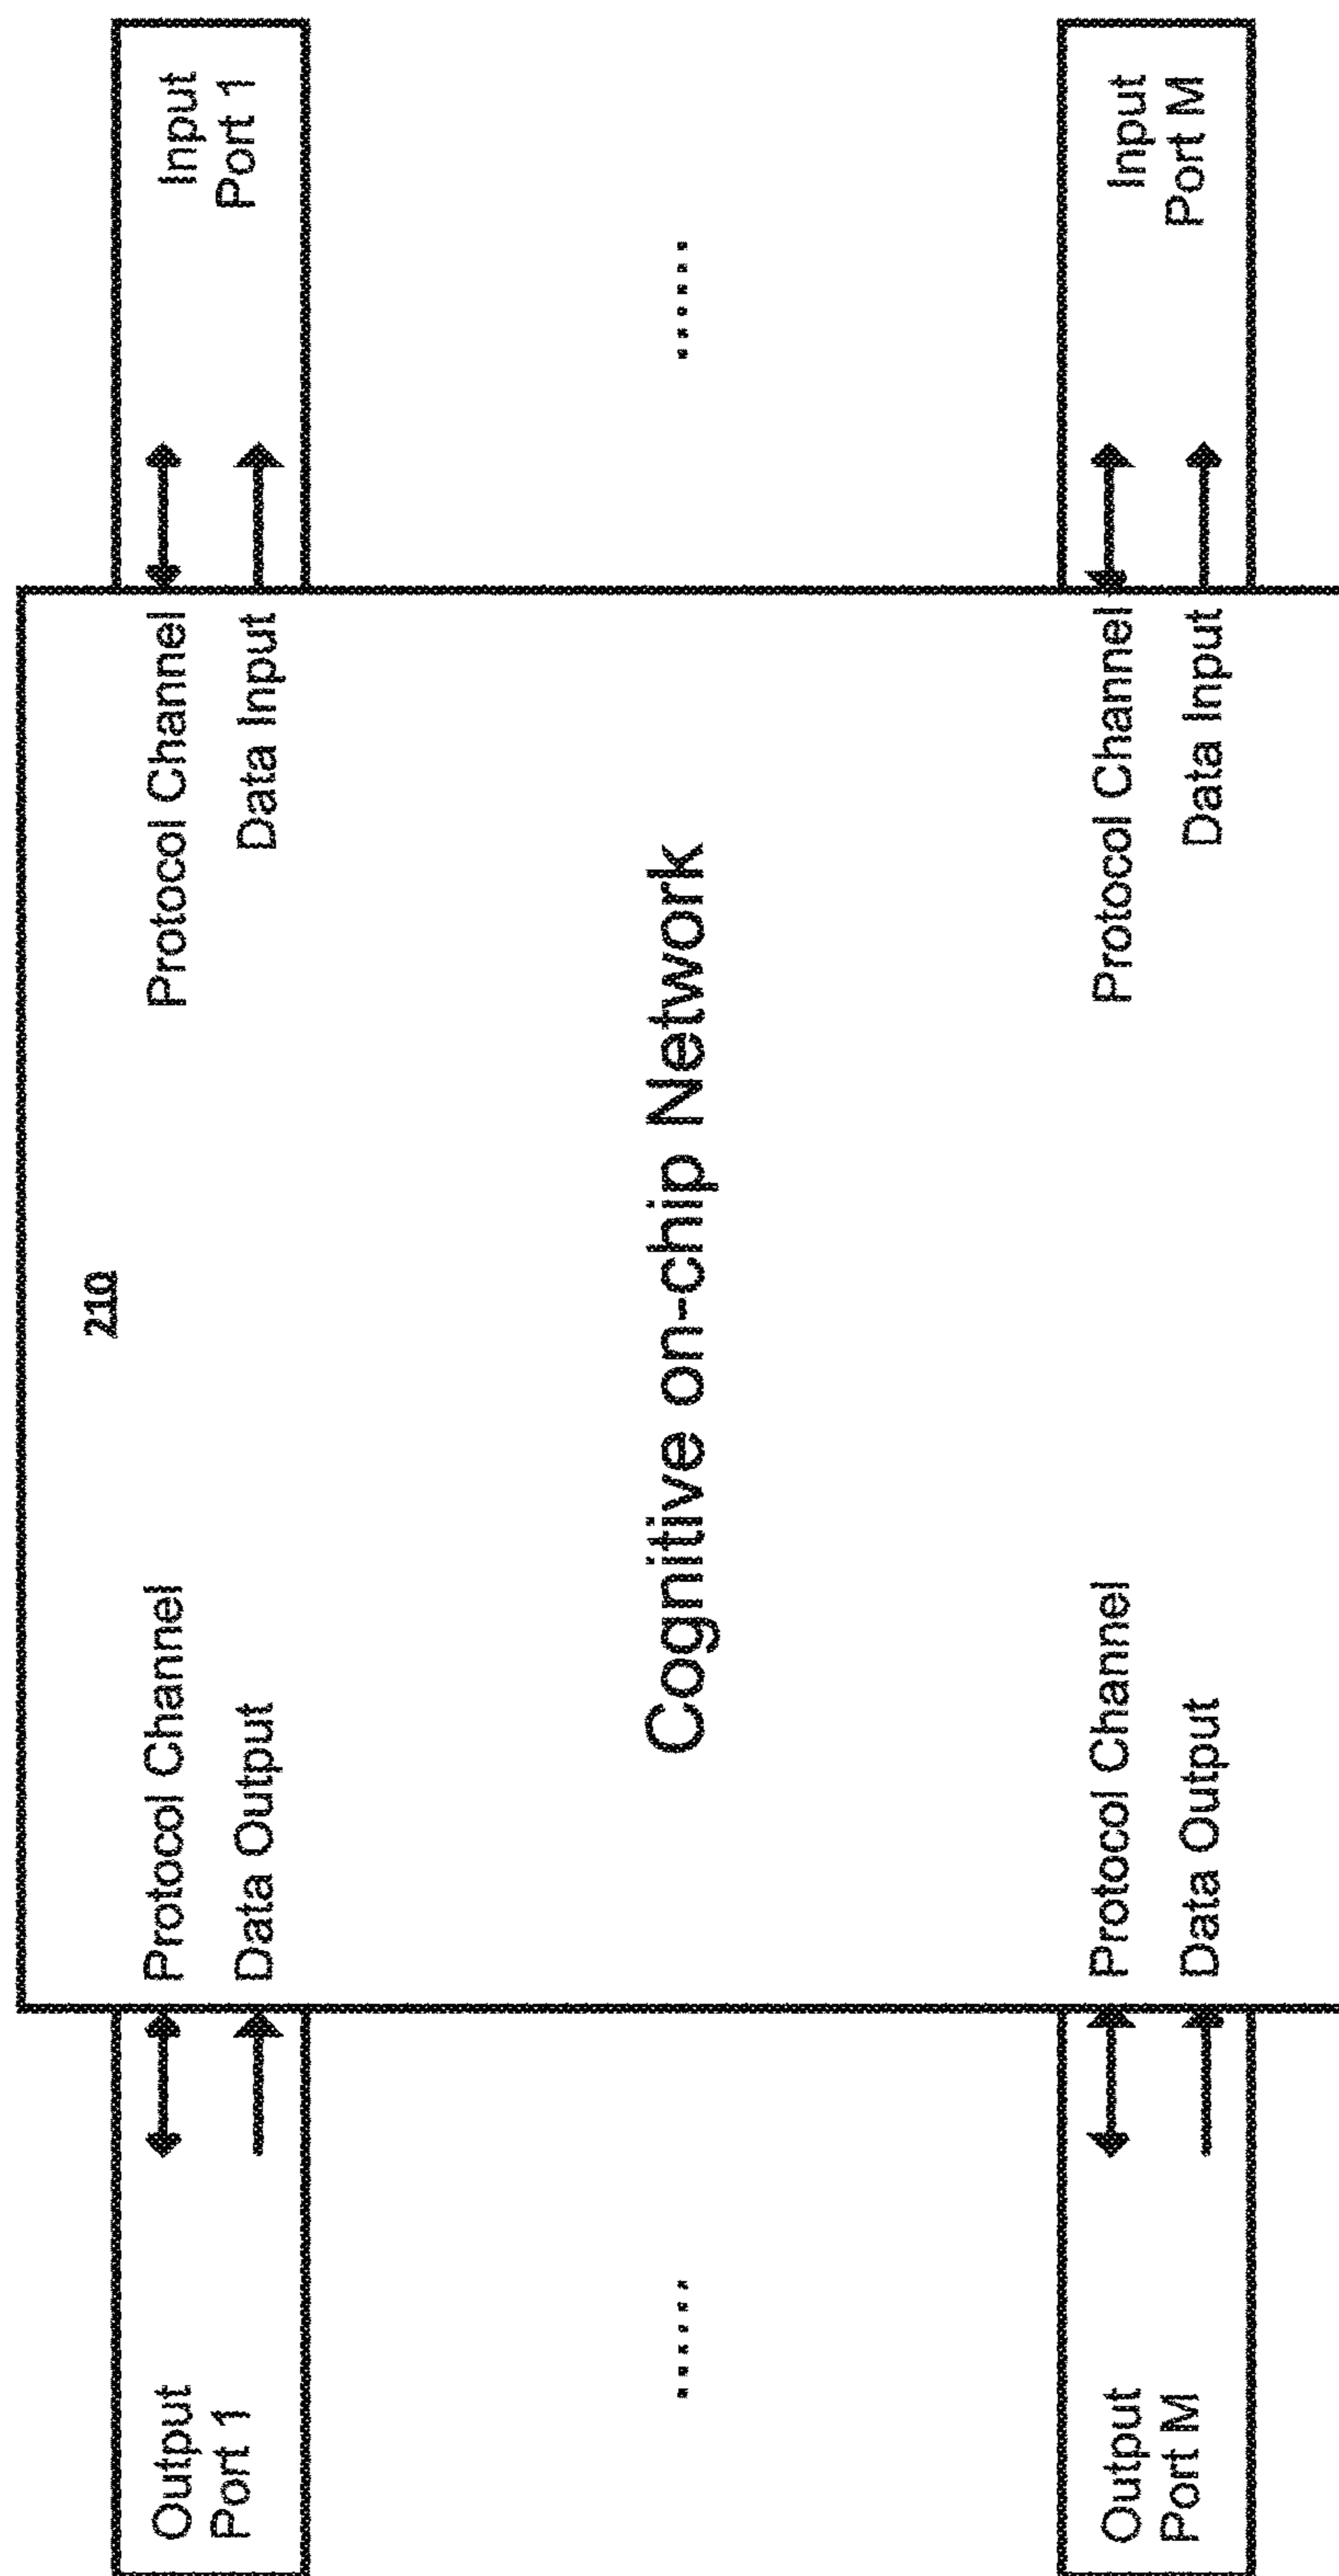 210
Output
Port 1
Protocol Channel
Data Output
Protocol Channel
Data Input
Input
Port 1
......
Cognitive on-chip Network
......
Output
Port M
Protocol Channel
Data Output
Protocol Channel
Data Input
Input
Port M